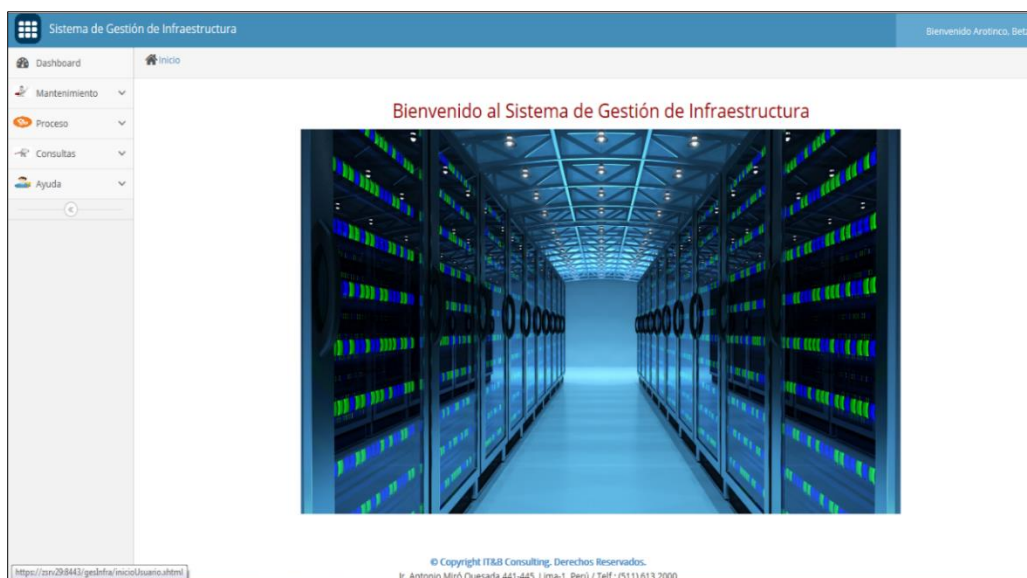 Sistema de Gestión de Infraestructura
Bienvenido Arotinco, Bet
Dashboard
Inicio
Mantenimiento
Proceso
Consultas
Ayuda
Bienvenido al Sistema de Gestión de Infraestructura
© Copyright IT&B Consulting. Derechos Reservados.
Jr. Antonio Miró Quesada 441-445, Lima-1, Perú / Telf.: (511) 613 2000
https://zsrv29:8443/gesInfra/inicioUsuario.xhtml